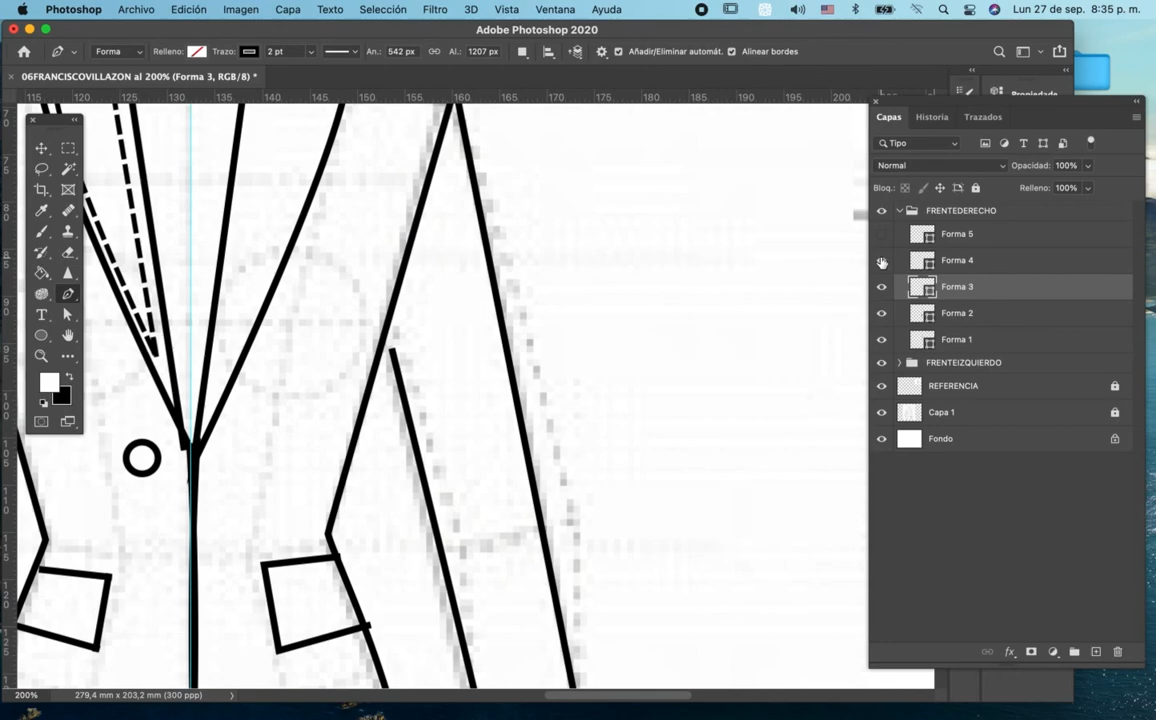 Photoshop Archivo Edición Imagen Capa Texto Selección Filtro 3D Vista Ventana Ayuda Lun 27 de sep. 8:35 p. m.
Adobe Photoshop 2020
Forma Relleno: Trazo: 2 pt An.: 542 px Al.: 1207 px Añadir/Eliminar automát. Alinear bordes
06FRANCISCOVILLAZON al 200% (Forma 3, RGB/8) *
115 120 125 130 135 140 145 150 155 160 165 170 175 180 185 190 195 200
Propiedade
Capas Historia Trazados
Tipo
Normal Opacidad: 100%
Bloq.: Relleno: 100%
FRENTEDERECHO
Forma 5
Forma 4
Forma 3
Forma 2
Forma 1
FRENTEIZQUIERDO
REFERENCIA
Capa 1
Fondo
200% 279,4 mm x 203,2 mm (300 ppp)